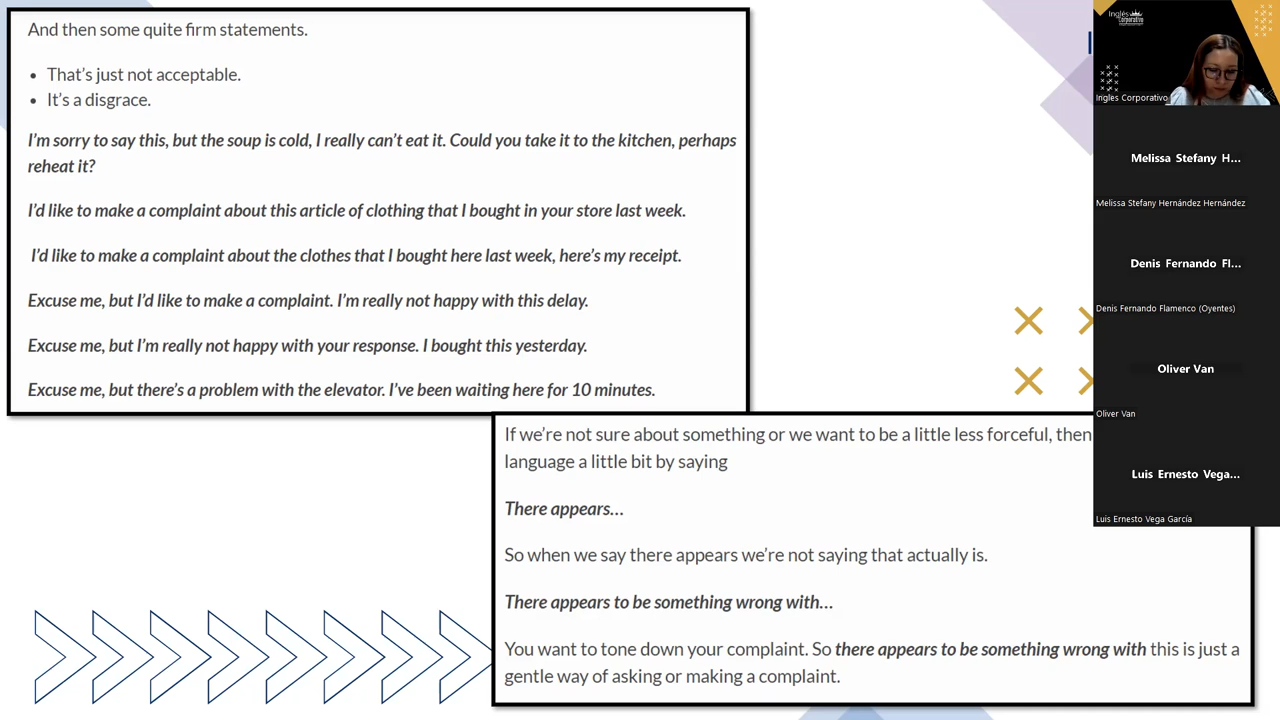 And then some quite firm statements.
• That's just not acceptable.
• It's a disgrace.
I'm sorry to say this, but the soup is cold, I really can't eat it. Could you take it to the kitchen, perhaps
reheat it?
I'd like to make a complaint about this article of clothing that I bought in your store last week.
I'd like to make a complaint about the clothes that I bought here last week, here's my receipt.
Excuse me, but I'd like to make a complaint. I'm really not happy with this delay.
Excuse me, but I'm really not happy with your response. I bought this yesterday.
Excuse me, but there's a problem with the elevator. I've been waiting here for 10 minutes.
If we're not sure about something or we want to be a little less forceful, then
language a little bit by saying
There appears...
So when we say there appears we're not saying that actually is.
There appears to be something wrong with...
You want to tone down your complaint. So there appears to be something wrong with this is just a
gentle way of asking or making a complaint.
Inglés
Corporativo
Ingles Corporativo
Melissa Stefany H...
Melissa Stefany Hernández Hernández
Denis Fernando Fl...
Denis Fernando Flamenco (Oyentes)
Oliver Van
Oliver Van
Luis Ernesto Vega...
Luis Ernesto Vega García